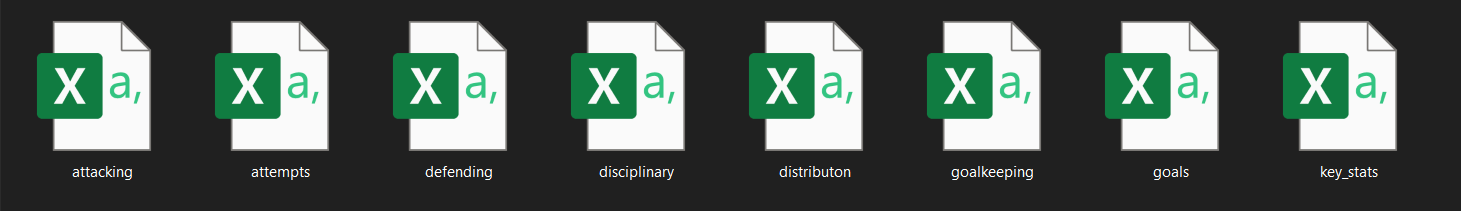 X a, X a, X a, X a, X a, X a, X a, X a,
attacking attempts defending disciplinary distributon goalkeeping goals key_stats